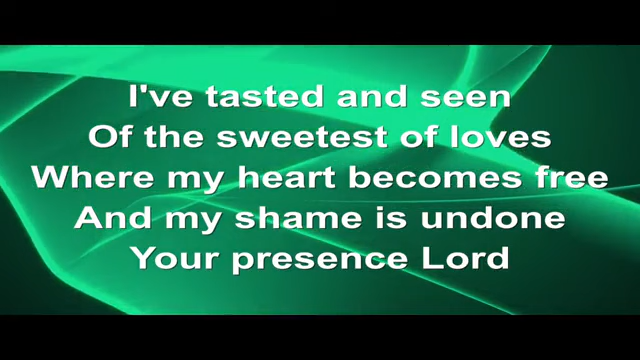 I've tasted and seen
Of the sweetest of loves
Where my heart becomes free
And my shame is undone
Your presence Lord